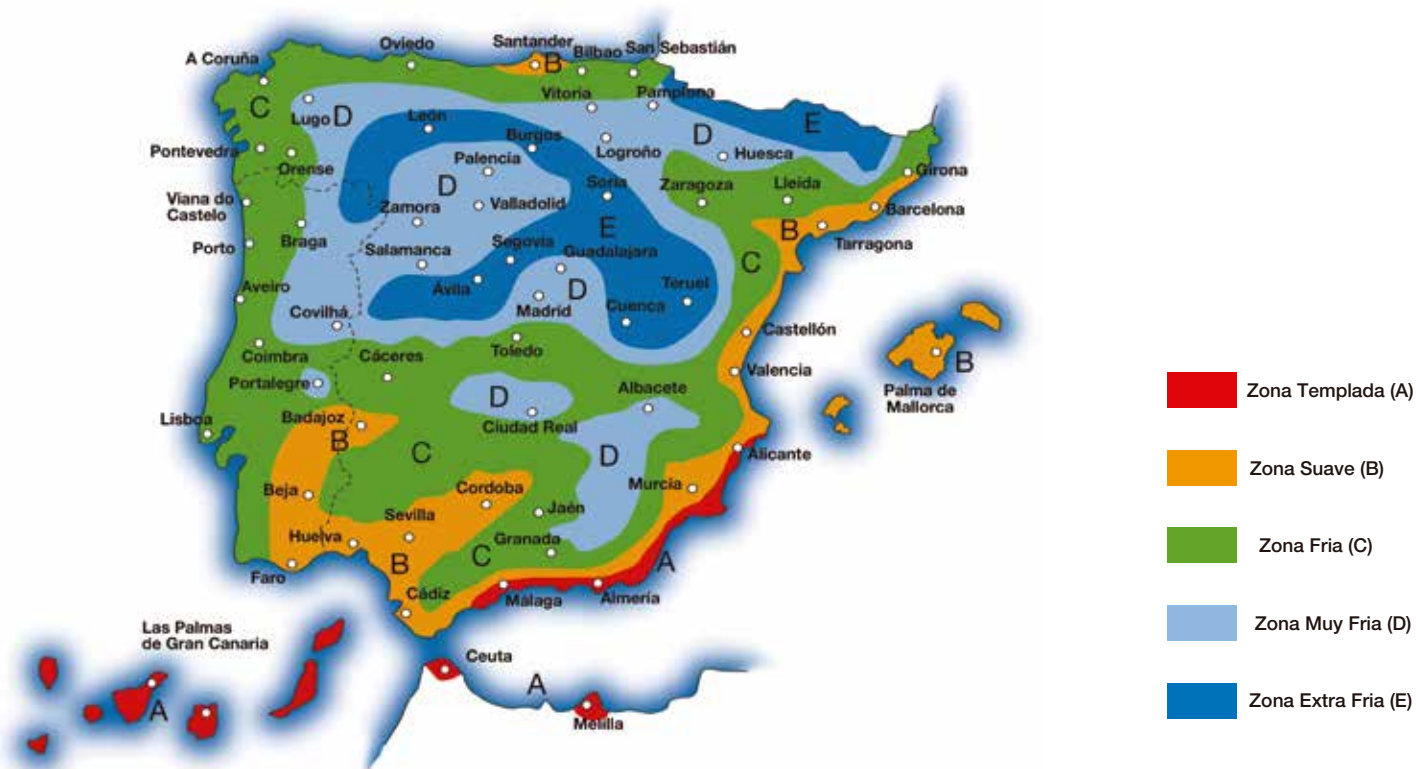 Oviedo
Santander
Bilbao
San Sebastián
A Coruña
B
C
Lugo
D
León
Vitoria
Pamplona
E
Burgos
Logroño
D
Huesca
Pontevedra
Orense
Palencia
D
Soria
Zaragoza
Lleida
Girona
Viana do
Castelo
Zamora
Valladolid
Barcelona
B
Tarragona
Porto
Braga
Salamanca
Segovia
E
Guadalajara
C
Aveiro
Ávila
D
Madrid
Teruel
Cuenca
Covilhá
Castellón
Coimbra
Cáceres
Toledo
Valencia
Portalegre
Albacete
B
Palma de
Mallorca
Lisboa
Badajoz
B
D
Ciudad Real
C
D
Alicante
Beja
Cordoba
Murcia
Sevilla
Jaén
Huelva
Granada
Faro
B
C
A
Cádiz
Málaga
Almería
Las Palmas
de Gran Canaria
A
Ceuta
A
Melilla
Zona Templada (A)
Zona Suave (B)
Zona Fria (C)
Zona Muy Fria (D)
Zona Extra Fria (E)